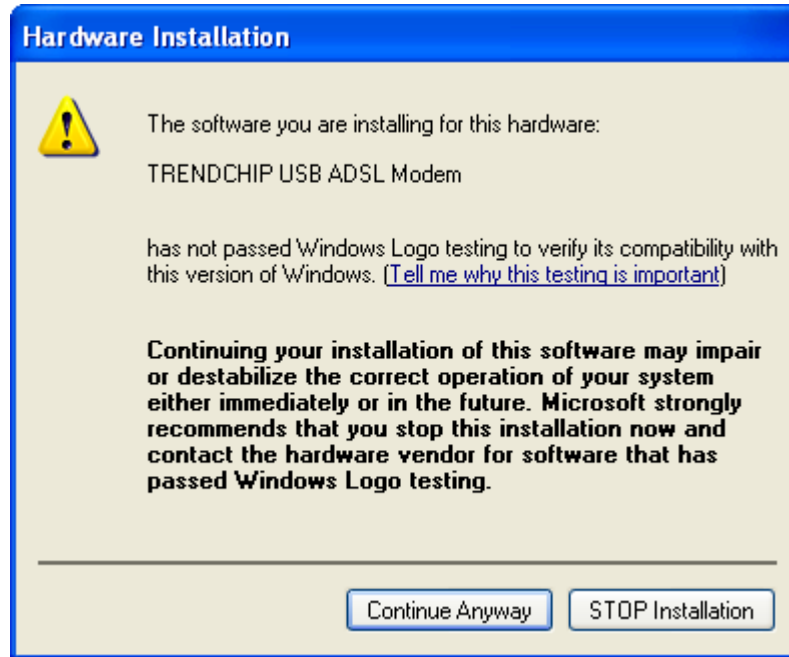 Hardware Installation
The software you are installing for this hardware:
TRENDCHIP USB ADSL Modem
has not passed Windows Logo testing to verify its compatibility with
this version of Windows. (Tell me why this testing is important)
Continuing your installation of this software may impair
or destabilize the correct operation of your system
either immediately or in the future. Microsoft strongly
recommends that you stop this installation now and
contact the hardware vendor for software that has
passed Windows Logo testing.
Continue Anyway STOP Installation